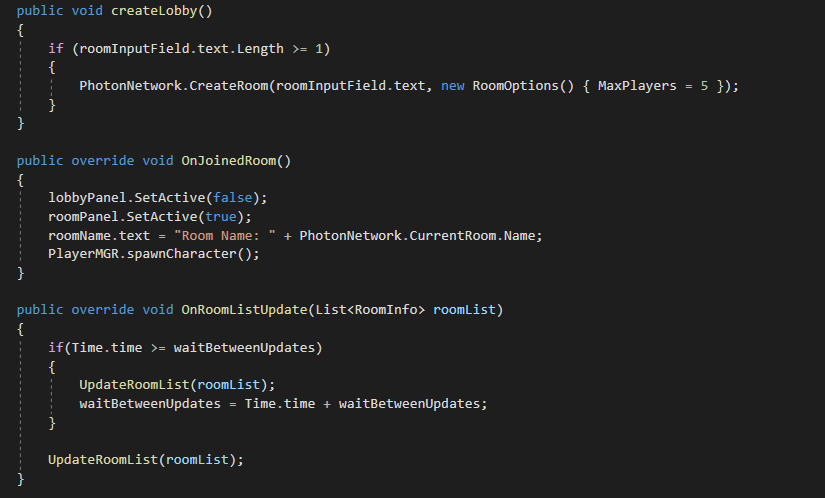 public void createLobby()
{
    if (roomInputField.text.Length >= 1)
    {
        PhotonNetwork.CreateRoom(roomInputField.text, new RoomOptions() { MaxPlayers = 5 });
    }
}

public override void OnJoinedRoom()
{
    lobbyPanel.SetActive(false);
    roomPanel.SetActive(true);
    roomName.text = "Room Name: " + PhotonNetwork.CurrentRoom.Name;
    PlayerMGR.spawnCharacter();
}

public override void OnRoomListUpdate(List<RoomInfo> roomList)
{
    if(Time.time >= waitBetweenUpdates)
    {
        UpdateRoomList(roomList);
        waitBetweenUpdates = Time.time + waitBetweenUpdates;
    }

    UpdateRoomList(roomList);
}